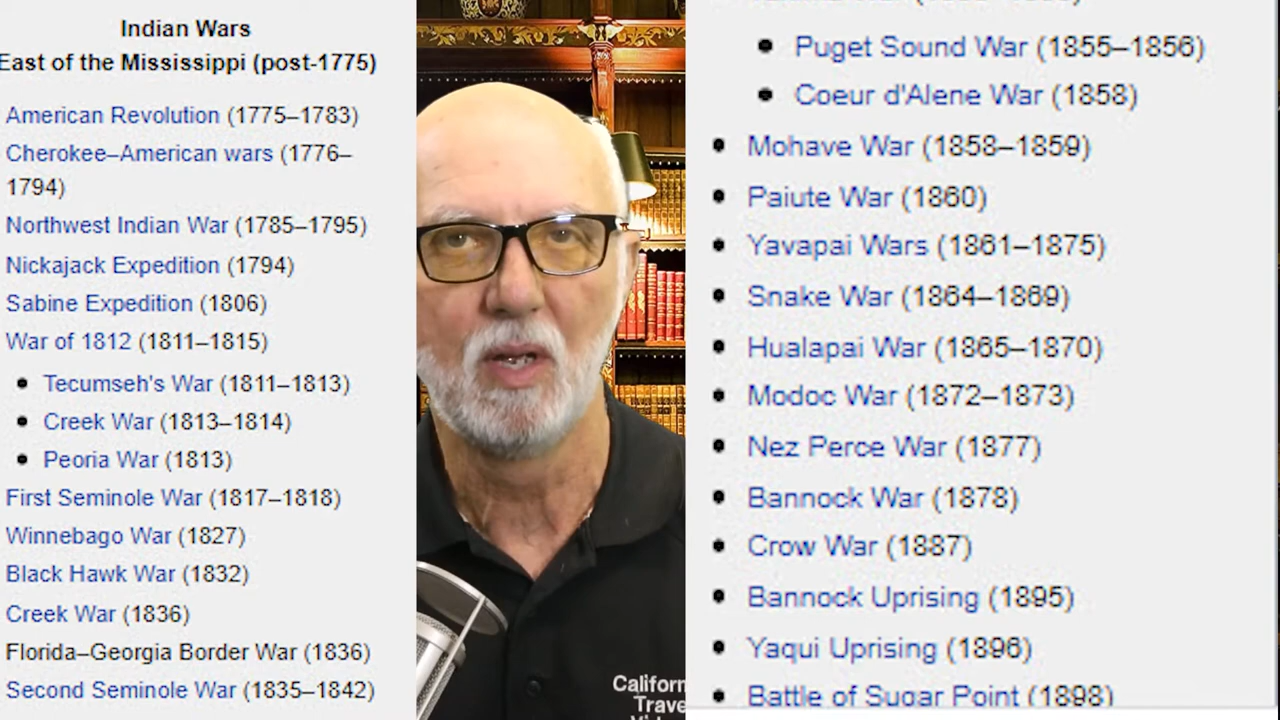 Indian Wars
East of the Mississippi (post-1775)
American Revolution (1775–1783)
Cherokee–American wars (1776–
1794)
Northwest Indian War (1785–1795)
Nickajack Expedition (1794)
Sabine Expedition (1806)
War of 1812 (1811–1815)
Tecumseh's War (1811–1813)
Creek War (1813–1814)
Peoria War (1813)
First Seminole War (1817–1818)
Winnebago War (1827)
Black Hawk War (1832)
Creek War (1836)
Florida–Georgia Border War (1836)
Second Seminole War (1835–1842)
Californ
Trave
Puget Sound War (1855–1856)
Coeur d'Alene War (1858)
Mohave War (1858–1859)
Paiute War (1860)
Yavapai Wars (1861–1875)
Snake War (1864–1869)
Hualapai War (1865–1870)
Modoc War (1872–1873)
Nez Perce War (1877)
Bannock War (1878)
Crow War (1887)
Bannock Uprising (1895)
Yaqui Uprising (1896)
Battle of Sugar Point (1898)